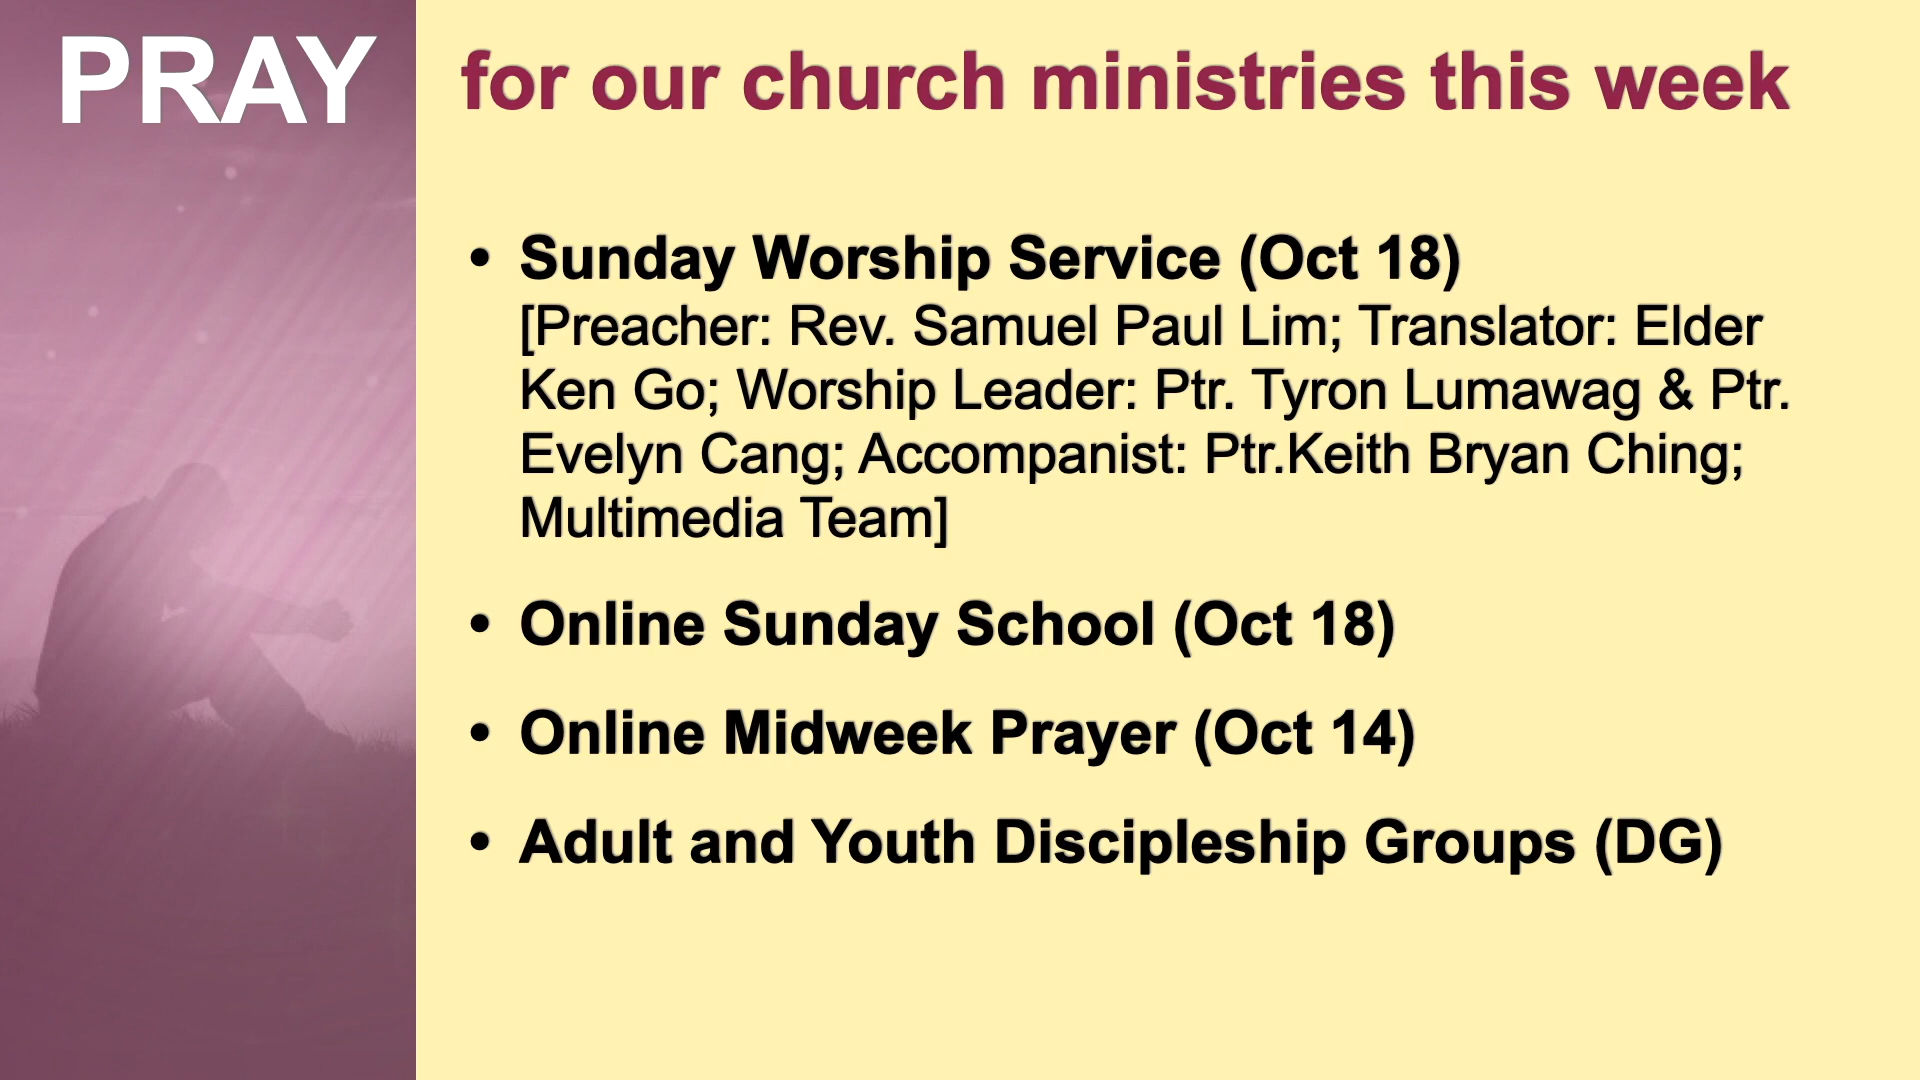 PRAY for our church ministries this week
• Sunday Worship Service (Oct 18)
[Preacher: Rev. Samuel Paul Lim; Translator: Elder
Ken Go; Worship Leader: Ptr. Tyron Lumawag & Ptr.
Evelyn Cang; Accompanist: Ptr.Keith Bryan Ching;
Multimedia Team]
• Online Sunday School (Oct 18)
• Online Midweek Prayer (Oct 14)
• Adult and Youth Discipleship Groups (DG)